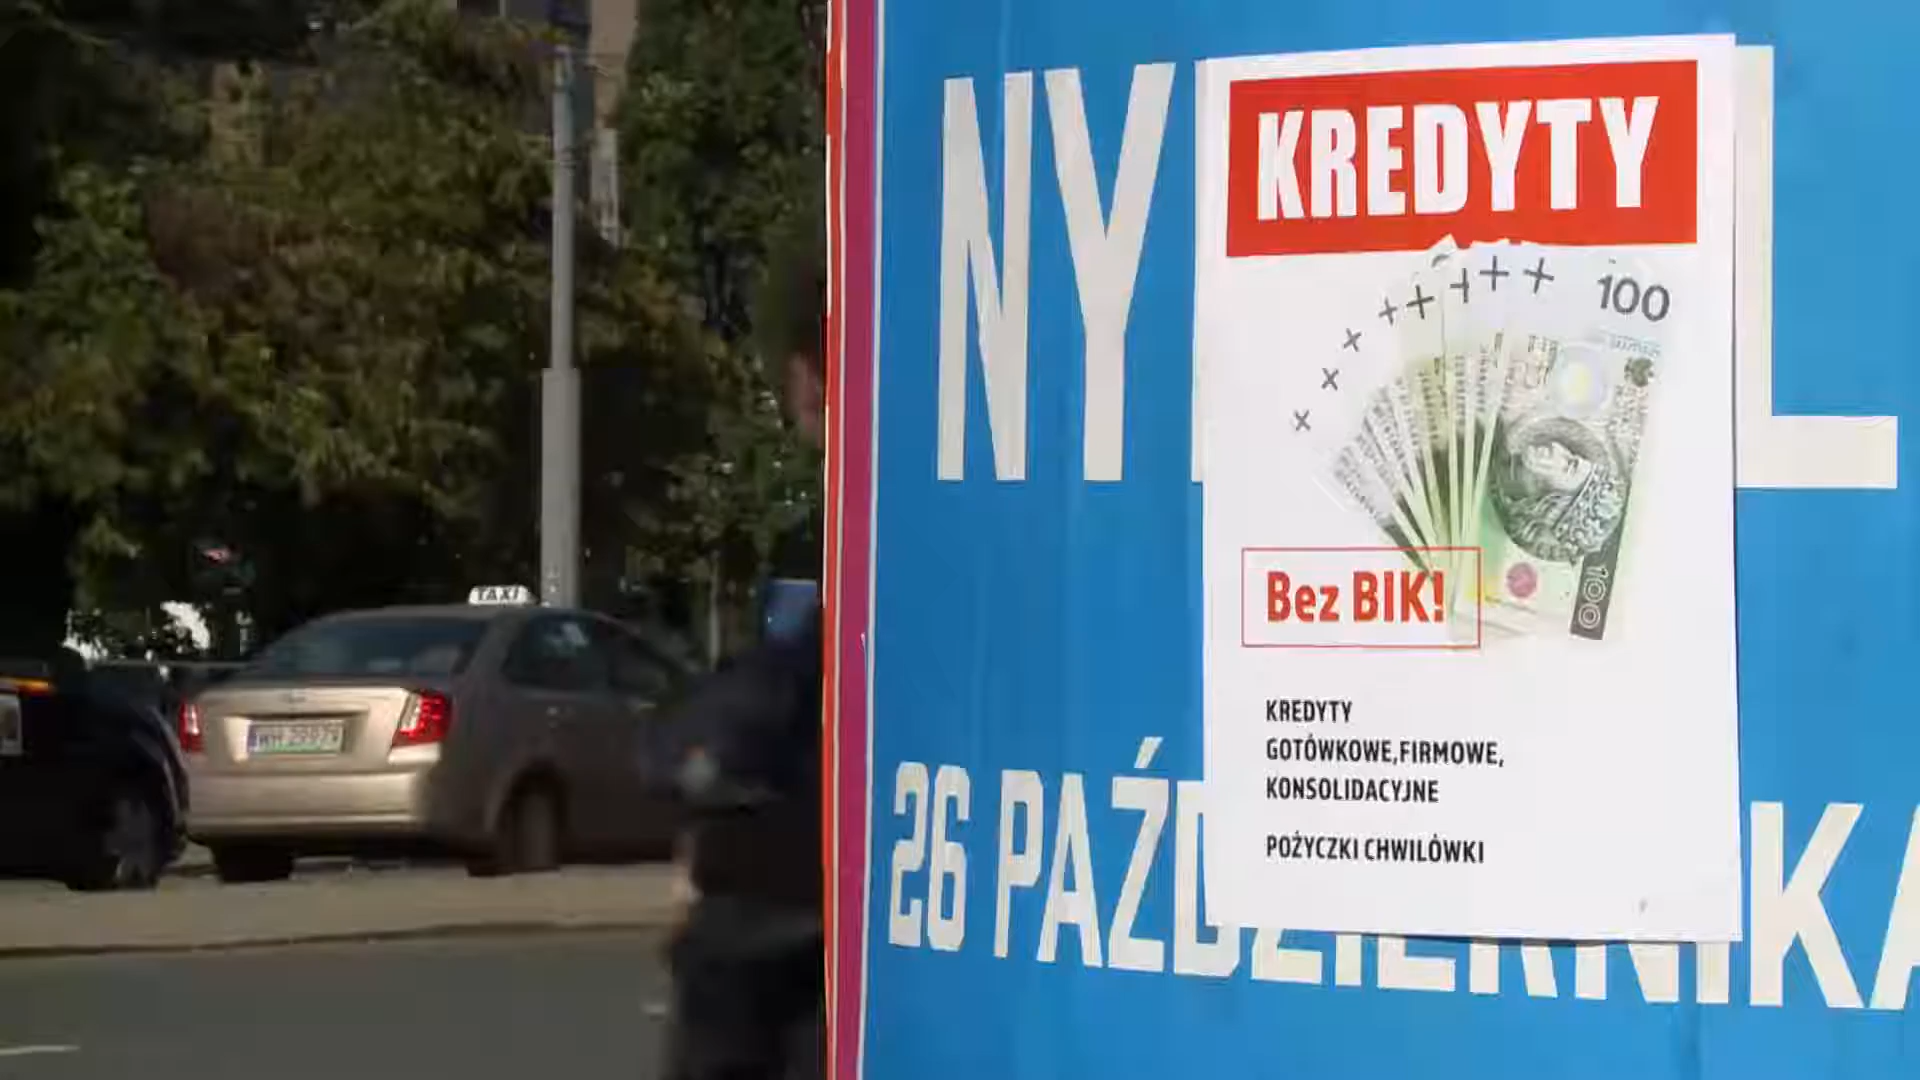 TAXI
NY
L
KREDYTY
100
100
Bez BIK!
KREDYTY
GOTÓWKOWE,FIRMOWE,
KONSOLIDACYJNE
POŻYCZKI CHWILÓWKI
26 PAŹDZIERNIKA